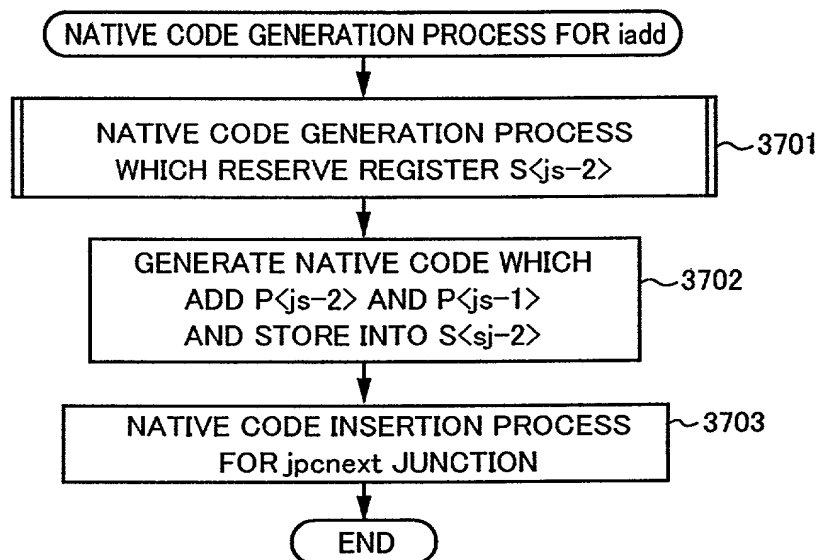 NATIVE CODE GENERATION PROCESS FOR iadd
NATIVE CODE GENERATION PROCESS
WHICH RESERVE REGISTER S<js-2>
3701
GENERATE NATIVE CODE WHICH
ADD P<js-2> AND P<js-1>
AND STORE INTO S<sj-2>
3702
NATIVE CODE INSERTION PROCESS
FOR jpcnext JUNCTION
3703
END